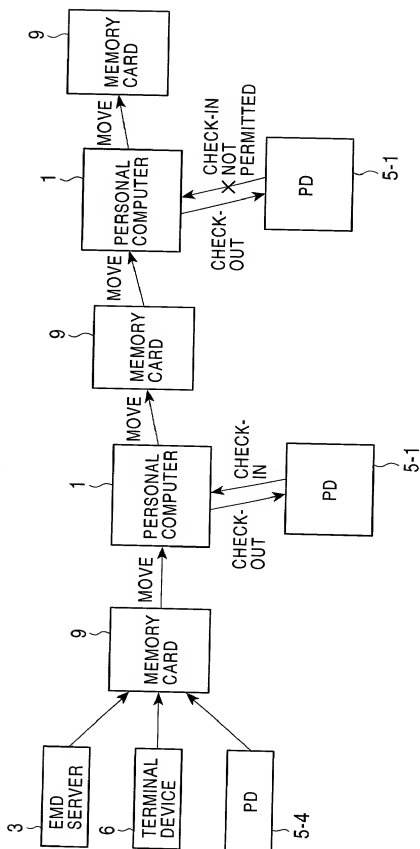 3
EMD
SERVER
6
TERMINAL
DEVICE
PD
5-4
9
MEMORY
CARD
MOVE
1
PERSONAL
COMPUTER
CHECK-
OUT
CHECK-
IN
PD
5-1
MOVE
9
MEMORY
CARD
MOVE
1
PERSONAL
COMPUTER
CHECK-
OUT
CHECK-IN
NOT
PERMITTED
PD
5-1
MOVE
9
MEMORY
CARD